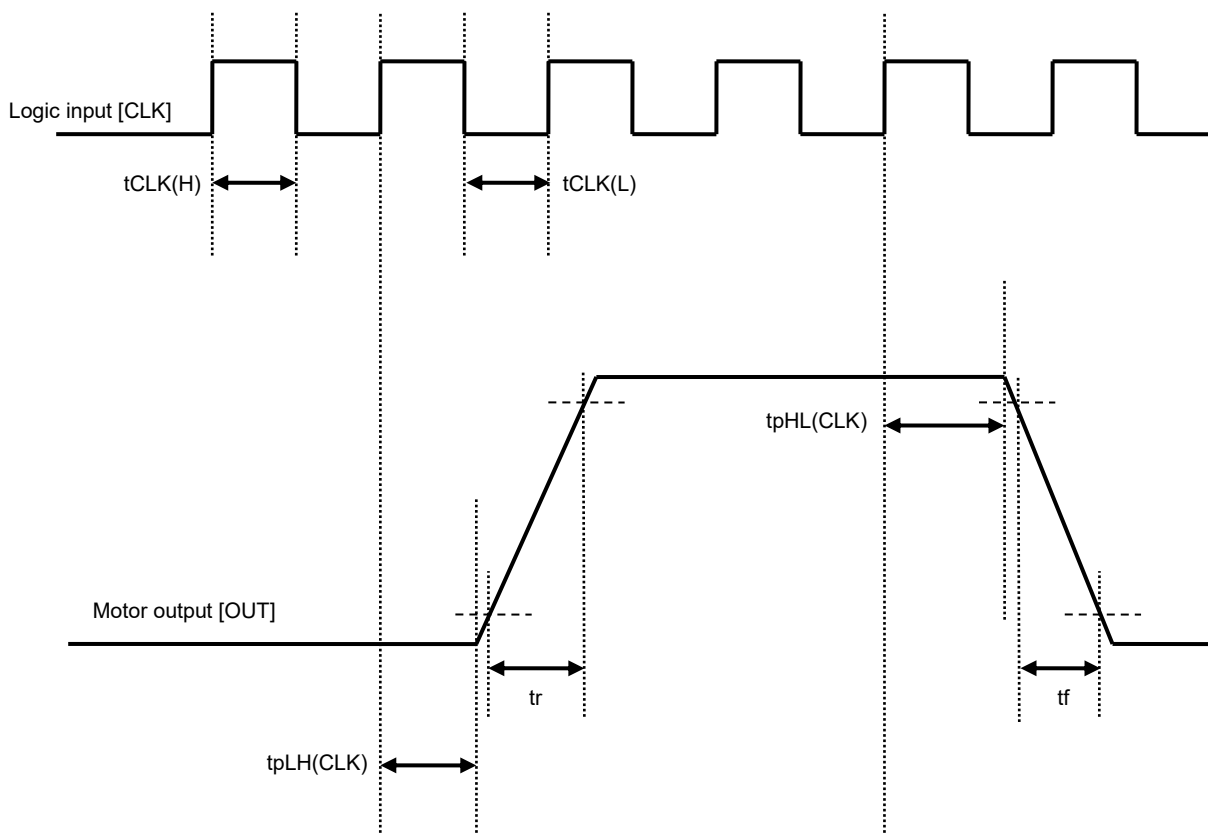 Logic input [CLK]
tCLK(H)
tCLK(L)
tpHL(CLK)
Motor output [OUT]
tr
tf
tpLH(CLK)